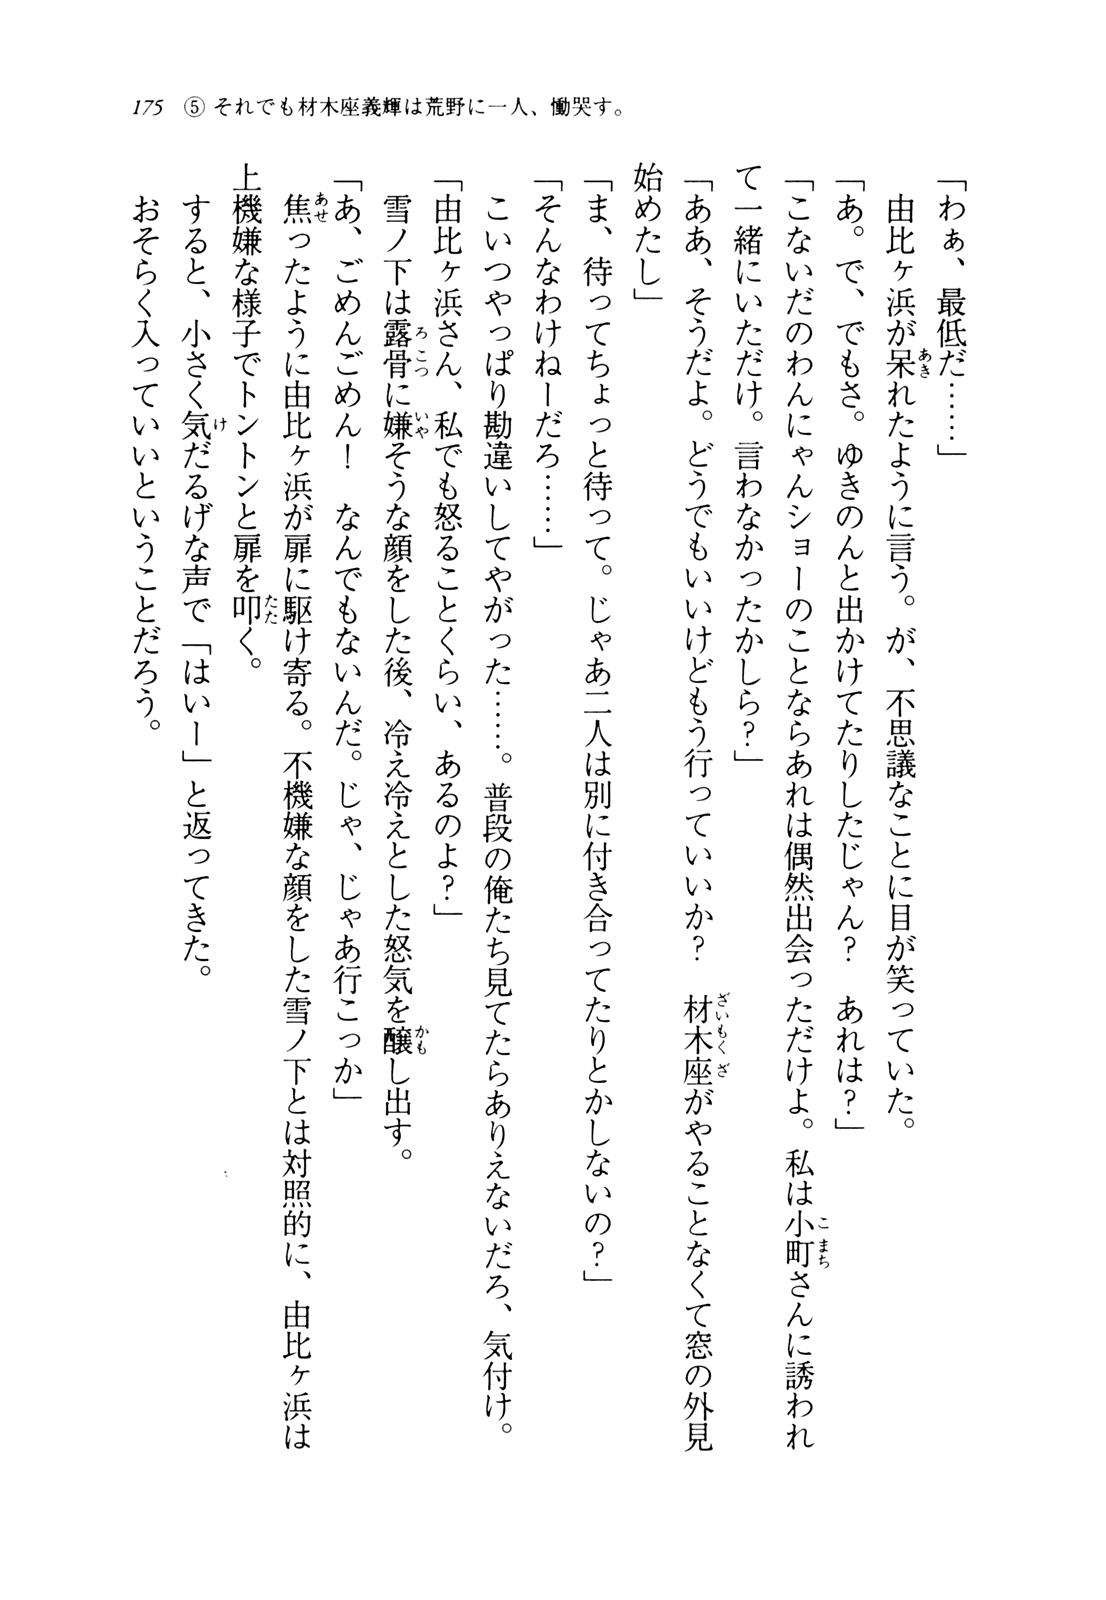 175　⑤ それでも材木座義輝は荒野に一人、慟哭す。
「わぁ、最低だ……」
　由比ヶ浜が呆れたように言う。が、不思議なことに目が笑っていた。
「あ。で、でもさ。ゆきのんと出かけてたりしたじゃん？　あれは？」
「こないだのわんにゃんショーのことならあれは偶然出会っただけよ。私は小町さんに誘われ
て一緒にいただけ。言わなかったかしら？」
「ああ、そうだよ。どうでもいいけどもう行っていいか？　材木座がやることなくて窓の外見
始めたし」
「ま、待ってちょっと待って。じゃあ二人は別に付き合ってたりとかしないの？」
「そんなわけねーだろ……」
　こいつやっぱり勘違いしてやがった……。普段の俺たち見てたらありえないだろ、気付け。
「由比ヶ浜さん、私でも怒ることくらい、あるのよ？」
　雪ノ下は露骨に嫌そうな顔をした後、冷え冷えとした怒気を醸し出す。
「あ、ごめんごめん！　なんでもないんだ。じゃ、じゃあ行こっか」
　焦ったように由比ヶ浜が扉に駆け寄る。不機嫌な顔をした雪ノ下とは対照的に、由比ヶ浜は
上機嫌な様子でトントンと扉を叩く。
　すると、小さく気だるげな声で「はいー」と返ってきた。
　おそらく入っていいということだろう。